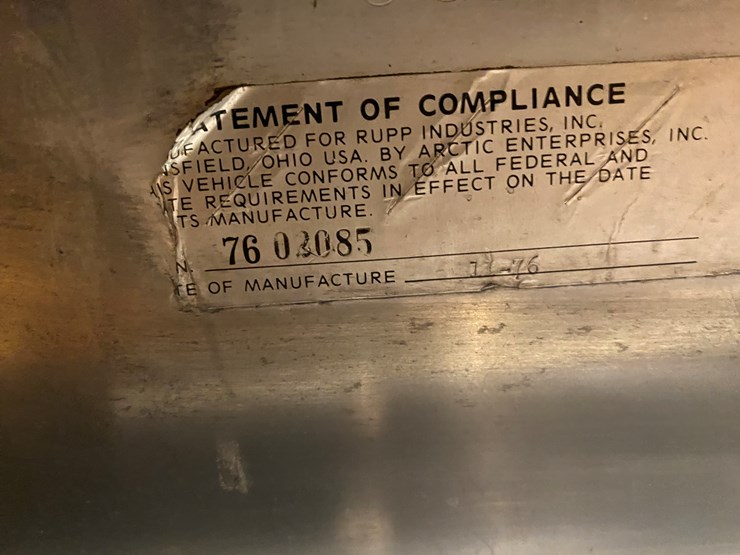 ATEMENT OF COMPLIANCE
UFACTURED FOR RUPP INDUSTRIES, INC.
NSFIELD, OHIO USA. BY ARCTIC ENTERPRISES, INC.
IS VEHICLE CONFORMS TO ALL FEDERAL AND
TE REQUIREMENTS IN EFFECT ON THE DATE
TS MANUFACTURE.
N. 76
TE OF MANUFACTURE